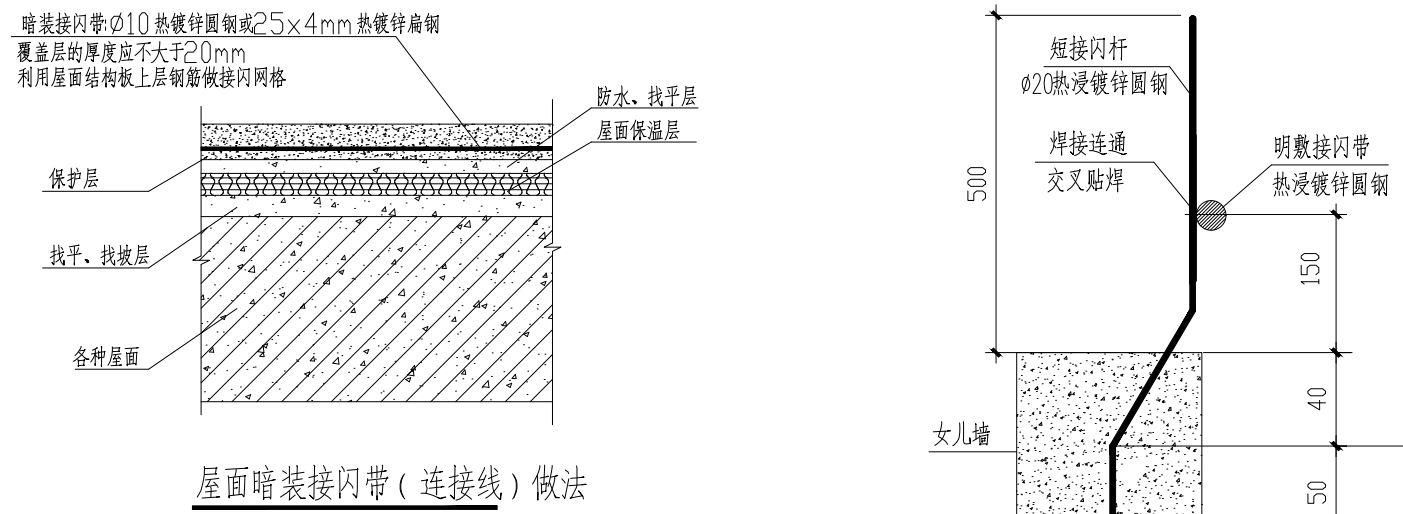 暗装接闪带:Ø10 热镀锌圆钢或25×4mm 热镀锌扁钢
覆盖层的厚度应不大于20mm
利用屋面结构板上层钢筋做接闪网格
防水、找平层
屋面保温层
保护层
找平、找坡层
各种屋面
屋面暗装接闪带(连接线)做法
短接闪杆
Ø20热浸镀锌圆钢
焊接连通
交叉贴焊
明敷接闪带
热浸镀锌圆钢
500
150
40
50
女儿墙